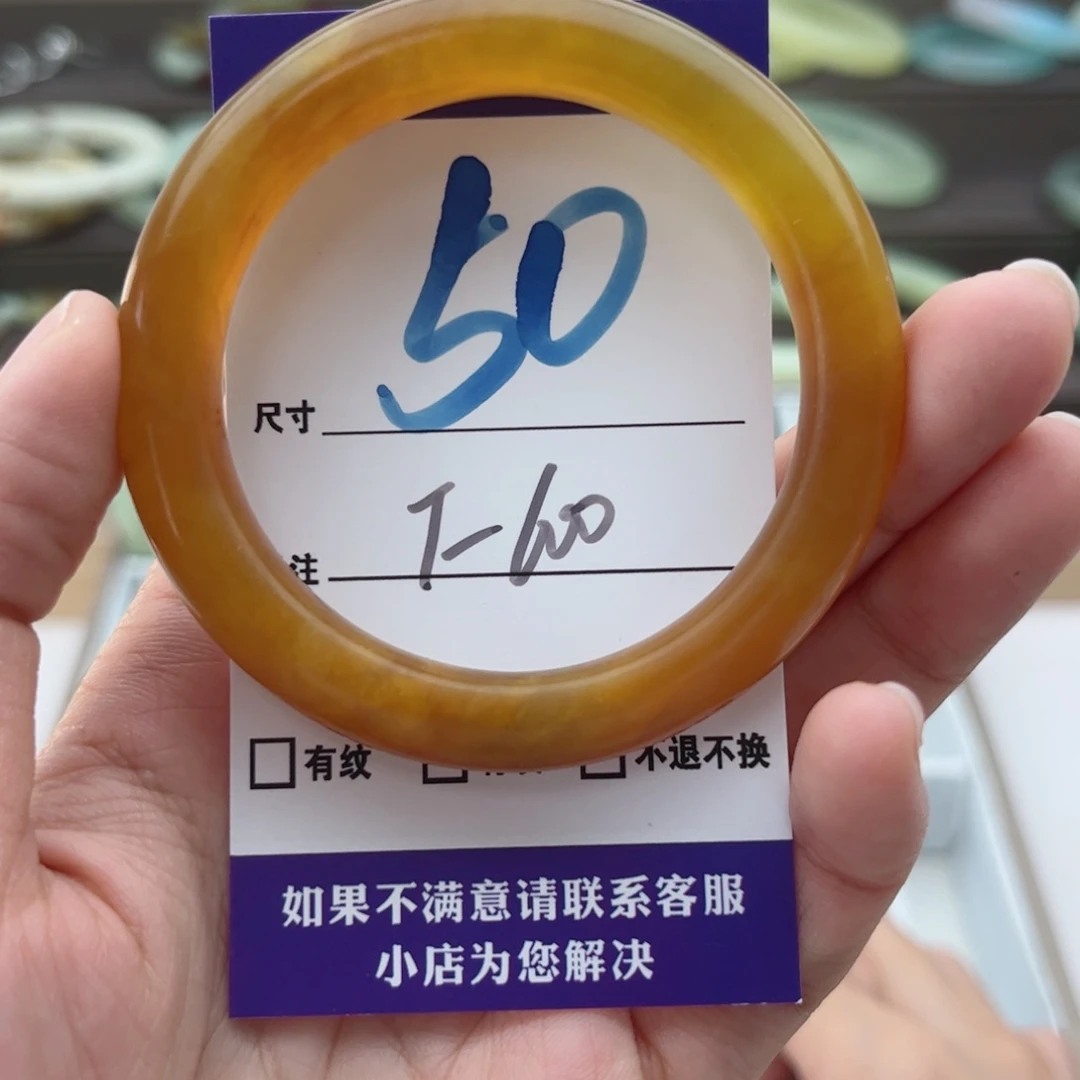 50
尺寸
T-600
注
有纹
不退不换
如果不满意请联系客服
小店为您解决